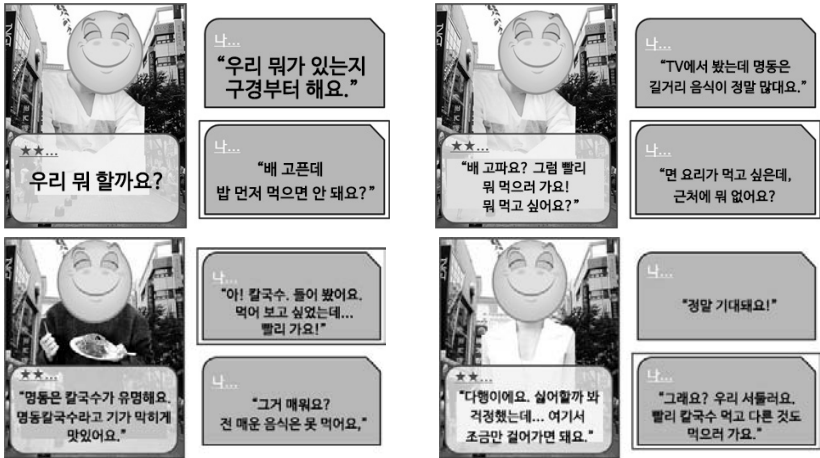 ★★...
우리 뭐 할까요?
나...
“우리 뭐가 있는지
구경부터 해요.”
나...
“배 고픈데
밥 먼저 먹으면 안 돼요?”
★★...
“배 고파요? 그럼 빨리
뭐 먹으러 가요!
뭐 먹고 싶어요?”
나...
“TV에서 봤는데 명동은
길거리 음식이 정말 많대요.”
나...
“면 요리가 먹고 싶은데,
근처에 뭐 없어요?
★★...
“명동은 칼국수가 유명해요.
명동칼국수라고 기가 막히게
맛있어요.”
나...
“아! 칼국수. 들어 봤어요.
먹어 보고 싶었는데...
빨리 가요!”
나...
“그거 매워요?
전 매운 음식은 못 먹어요,”
★★...
“다행이에요. 싫어할까 봐
걱정했는데... 여기서
조금만 걸어가면 돼요.”
나...
“정말 기대돼요!”
나...
“그래요? 우리 서둘러요.
빨리 칼국수 먹고 다른 것도
먹으러 가요.”